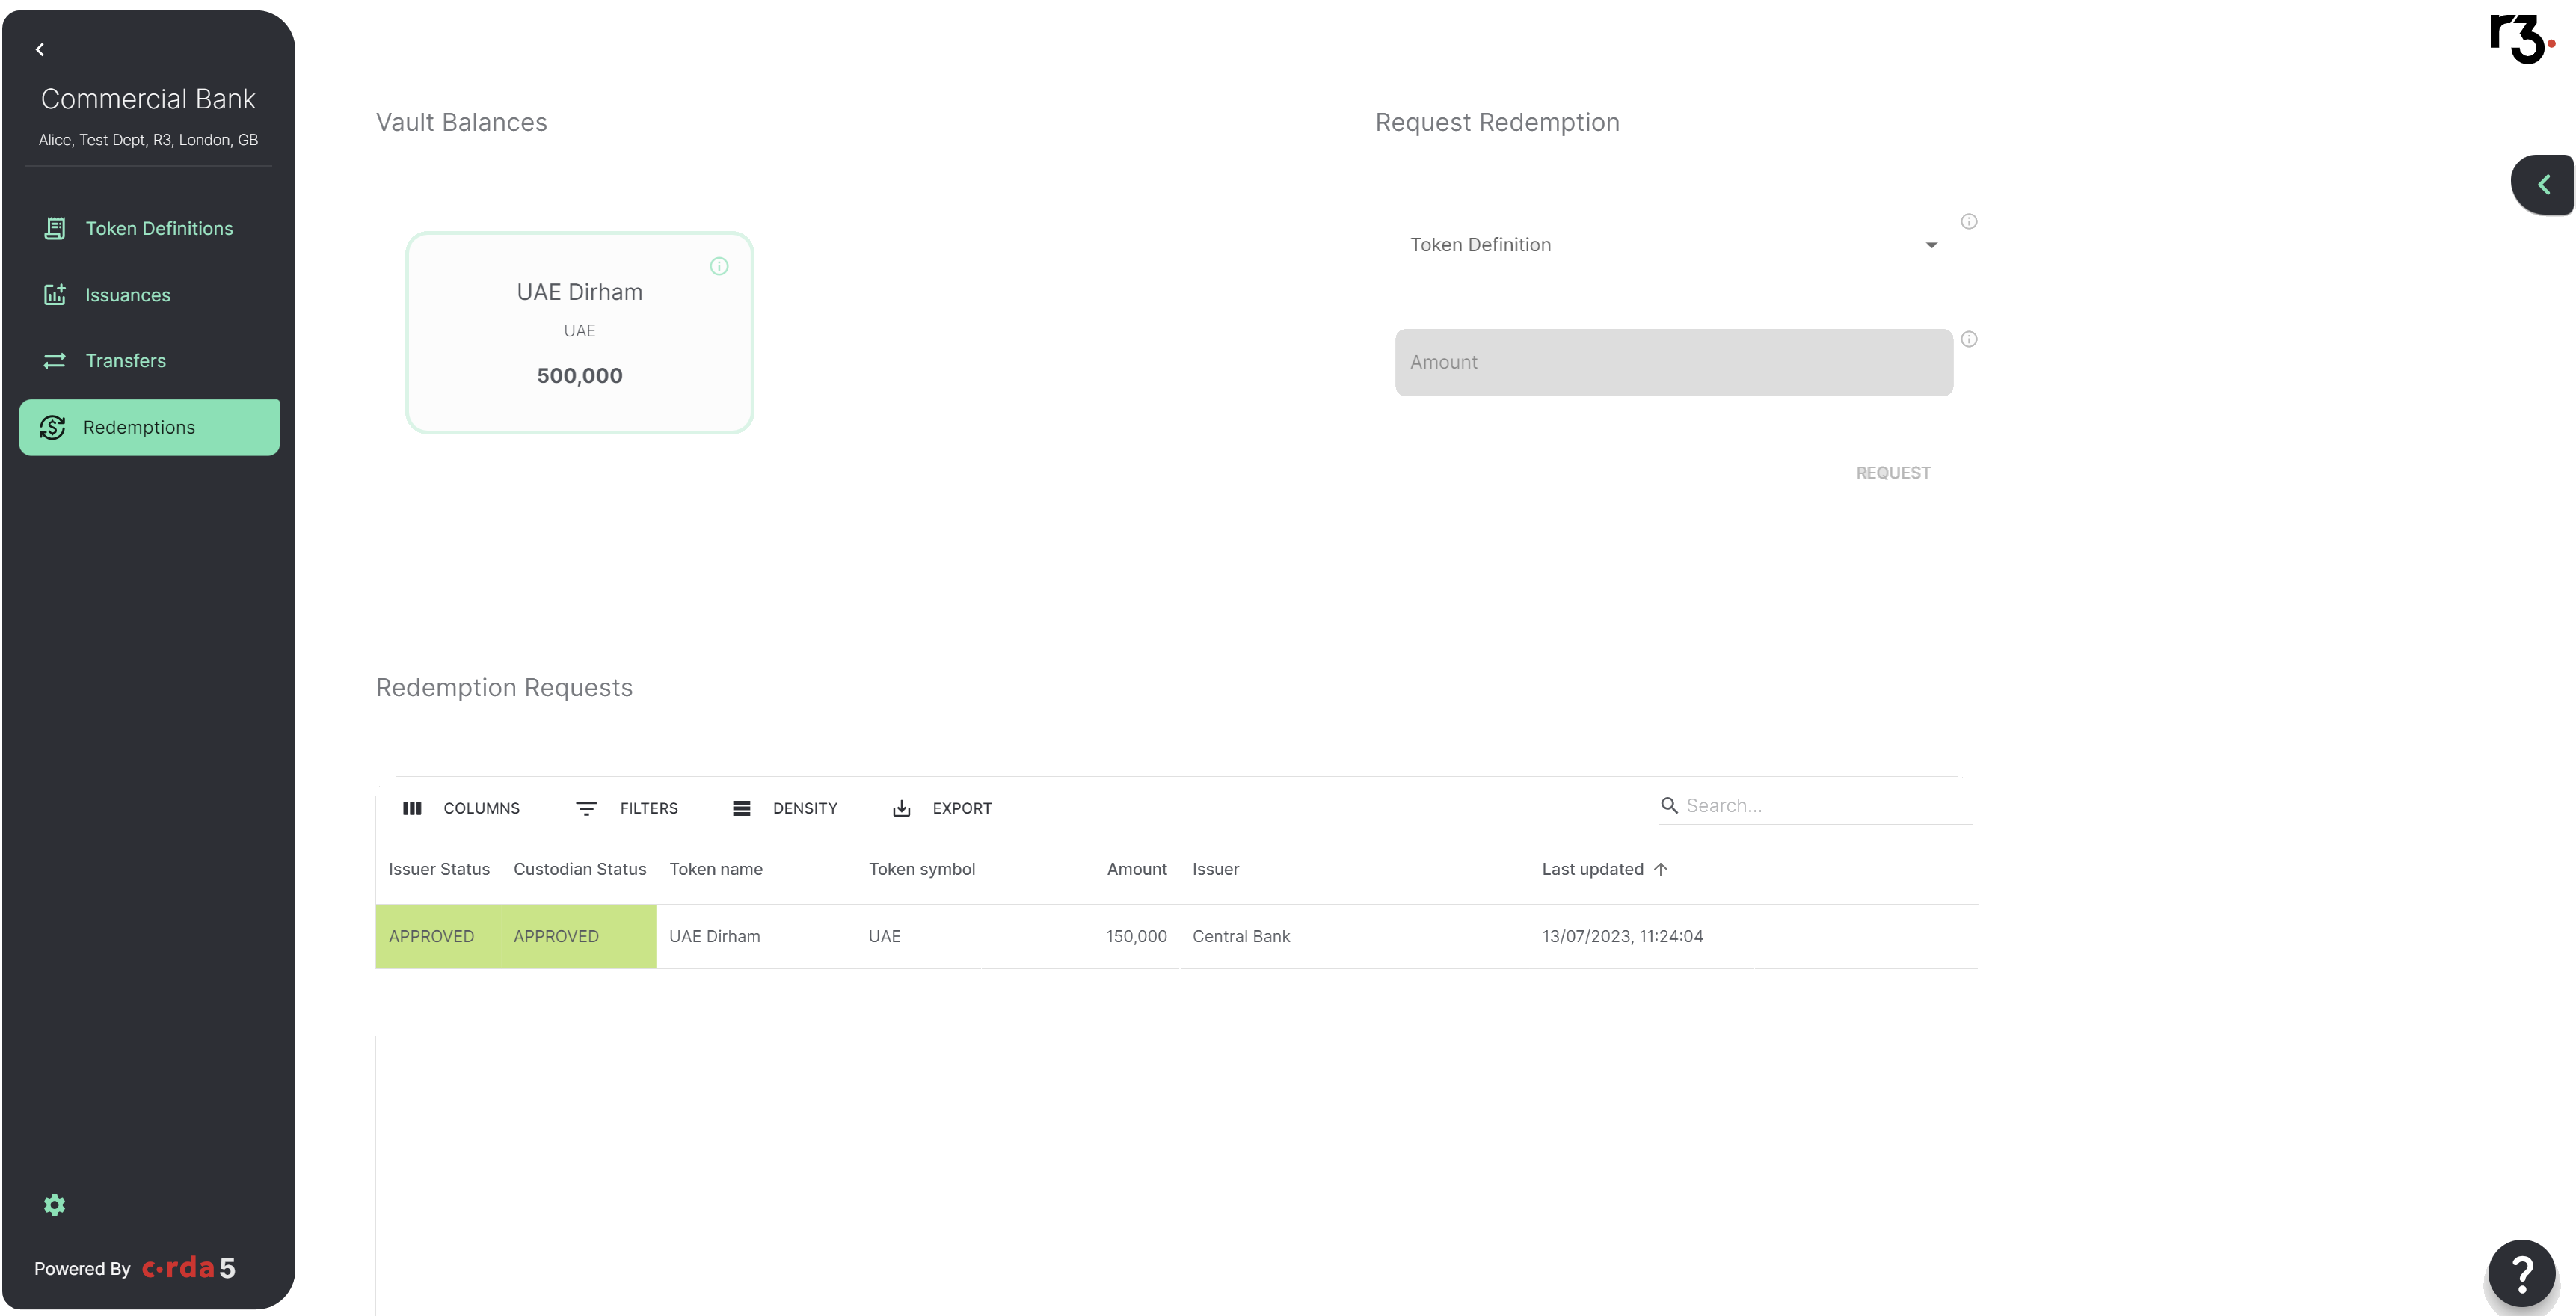 r3.
Commercial Bank
Alice, Test Dept, R3, London, GB
Token Definitions
Issuances
Transfers
Redemptions
Powered By c·rda 5
Vault Balances
UAE Dirham
UAE
500,000
Request Redemption
Token Definition
Amount
REQUEST
Redemption Requests
COLUMNS FILTERS DENSITY EXPORT Search...
Issuer Status Custodian Status Token name Token symbol Amount Issuer Last updated
APPROVED APPROVED UAE Dirham UAE 150,000 Central Bank 13/07/2023, 11:24:04
?